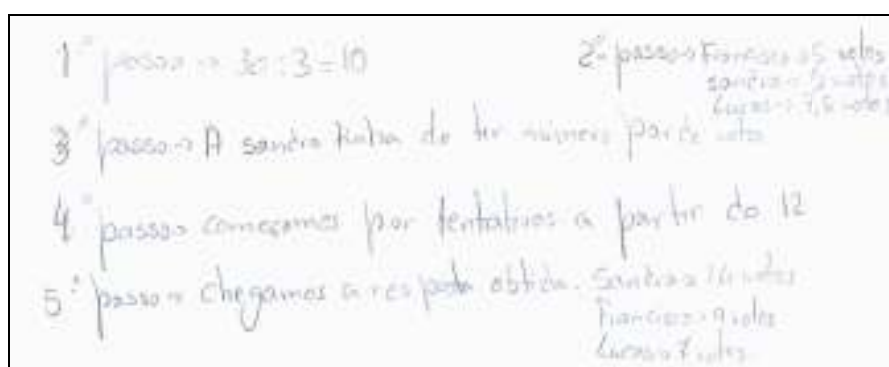 1º passo → 30 : 3 = 10
2º passo → Francisco → 5 votos
Sandra → votos
Lucas → 7,5 votos
3º passo → A Sandra tinha de ter número par de votos
4º passo → começamos por tentativas a partir do 12
5º passo → chegamos a resposta obtida. Sandra → 14 votos
Francisco → 9 votos
Lucas → 7 votos